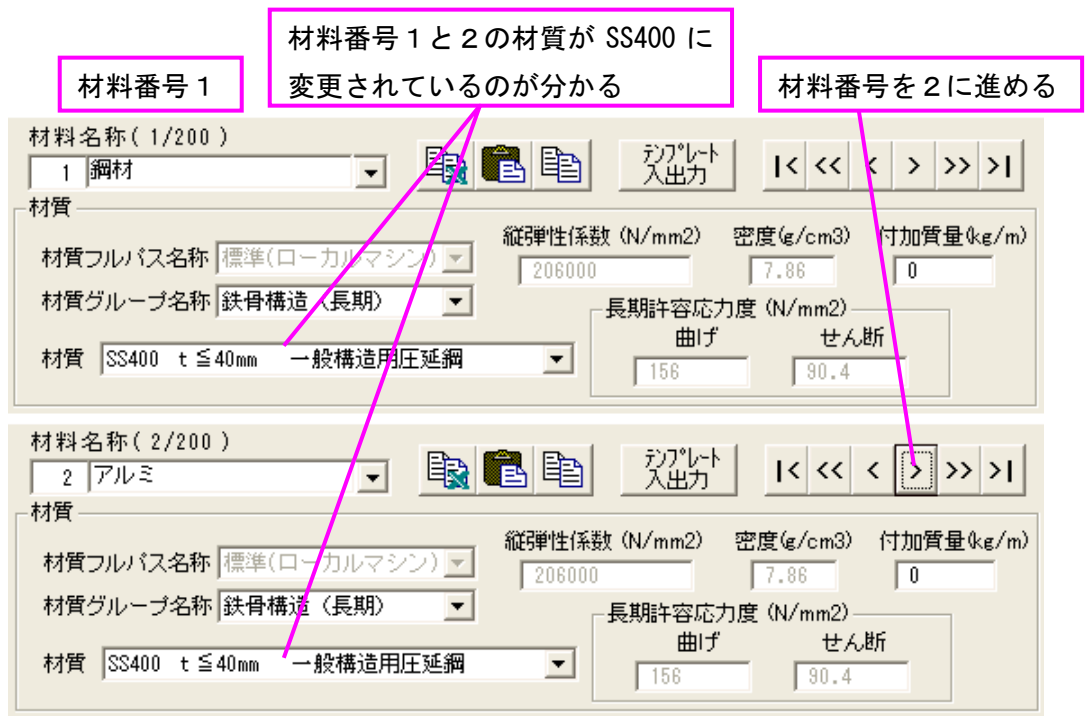 材料番号１と２の材質が SS400 に
変更されているのが分かる
材料番号１
材料番号を２に進める
材料名称( 1/200 )
1 鋼材
ﾃﾝﾌﾟﾚｰﾄ
入出力
|< << < > >> >|
材質
材質フルパス名称 標準(ローカルマシン)
縦弾性係数 (N/mm2) 密度(g/cm3) 付加質量(kg/m)
206000 7.86 0
材質グループ名称 鉄骨構造（長期）
長期許容応力度 (N/mm2)
曲げ せん断
材質 SS400 t≦40mm 一般構造用圧延鋼
156 90.4
材料名称( 2/200 )
2 アルミ
ﾃﾝﾌﾟﾚｰﾄ
入出力
|< << < > >> >|
材質
材質フルパス名称 標準(ローカルマシン)
縦弾性係数 (N/mm2) 密度(g/cm3) 付加質量(kg/m)
206000 7.86 0
材質グループ名称 鉄骨構造（長期）
長期許容応力度 (N/mm2)
曲げ せん断
材質 SS400 t≦40mm 一般構造用圧延鋼
156 90.4